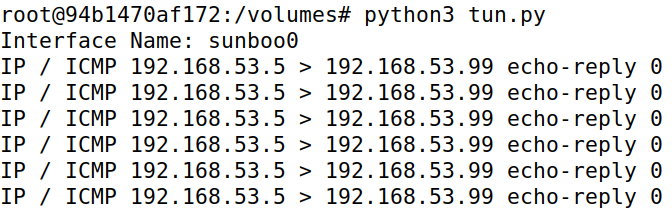 root@94b1470af172:/volumes# python3 tun.py
Interface Name: sunboo0
IP / ICMP 192.168.53.5 > 192.168.53.99 echo-reply 0
IP / ICMP 192.168.53.5 > 192.168.53.99 echo-reply 0
IP / ICMP 192.168.53.5 > 192.168.53.99 echo-reply 0
IP / ICMP 192.168.53.5 > 192.168.53.99 echo-reply 0
IP / ICMP 192.168.53.5 > 192.168.53.99 echo-reply 0
IP / ICMP 192.168.53.5 > 192.168.53.99 echo-reply 0